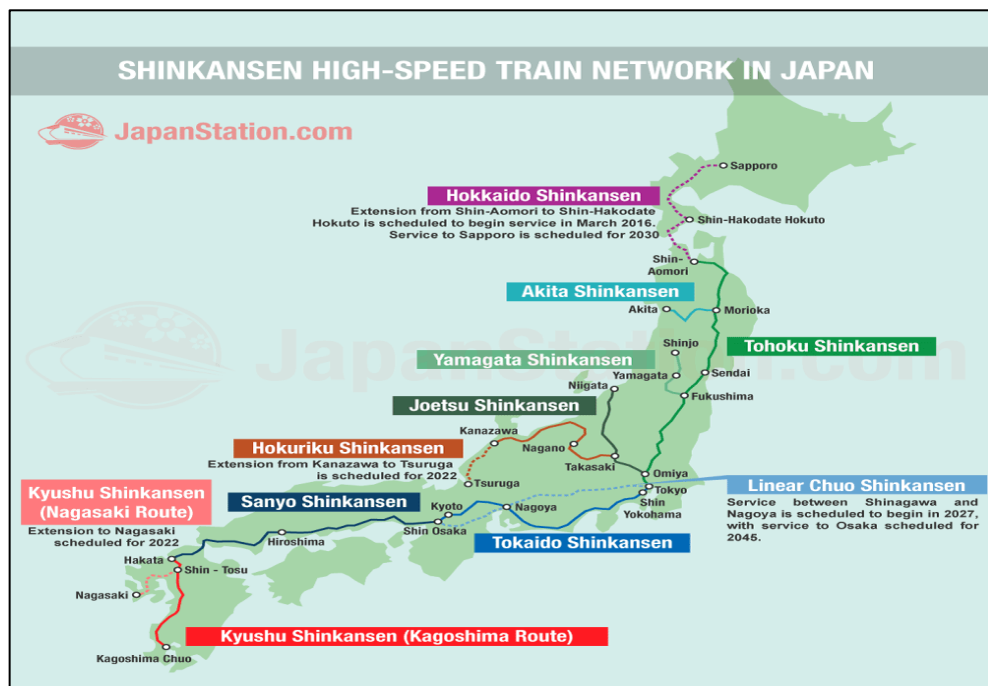 SHINKANSEN HIGH-SPEED TRAIN NETWORK IN JAPAN
JapanStation.com
Sapporo
Hokkaido Shinkansen
Extension from Shin-Aomori to Shin-Hakodate
Hokuto is scheduled to begin service in March 2016.
Service to Sapporo is scheduled for 2030
Shin-Hakodate Hokuto
Shin-
Aomori
Akita Shinkansen
Akita
Morioka
JapanStation.com
Shinjo
Tohoku Shinkansen
Yamagata Shinkansen
Yamagata
Sendai
Niigata
Fukushima
Joetsu Shinkansen
Kanazawa
Hokuriku Shinkansen
Nagano
Extension from Kanazawa to Tsuruga
is scheduled for 2022
Takasaki
Omiya
Tsuruga
Linear Chuo Shinkansen
Service between Shinagawa and
Nagoya is scheduled to begin in 2027,
with service to Osaka scheduled for
2045.
Tokyo
Shin
Yokohama
Kyushu Shinkansen
(Nagasaki Route)
Extension to Nagasaki
scheduled for 2022
Sanyo Shinkansen
Kyoto
Nagoya
Shin Osaka
Hiroshima
Tokaido Shinkansen
Hakata
Shin - Tosu
Nagasaki
Kyushu Shinkansen (Kagoshima Route)
Kagoshima Chuo